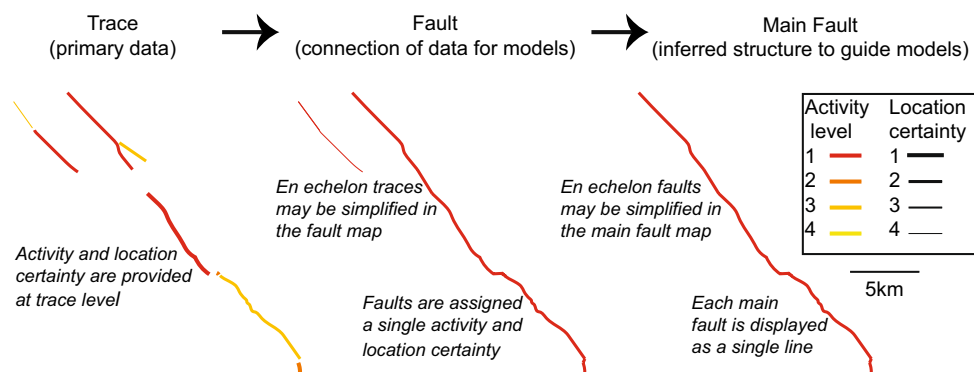 Trace
(primary data)
Fault
(connection of data for models)
Main Fault
(inferred structure to guide models)
Activity and location
certainty are provided
at trace level
En echelon traces
may be simplified in
the fault map
Faults are assigned
a single activity and
location certainty
En echelon faults
may be simplified in
the main fault map
Each main
fault is displayed
as a single line
Activity Location
level certainty
1 1
2 2
3 3
4 4
5km